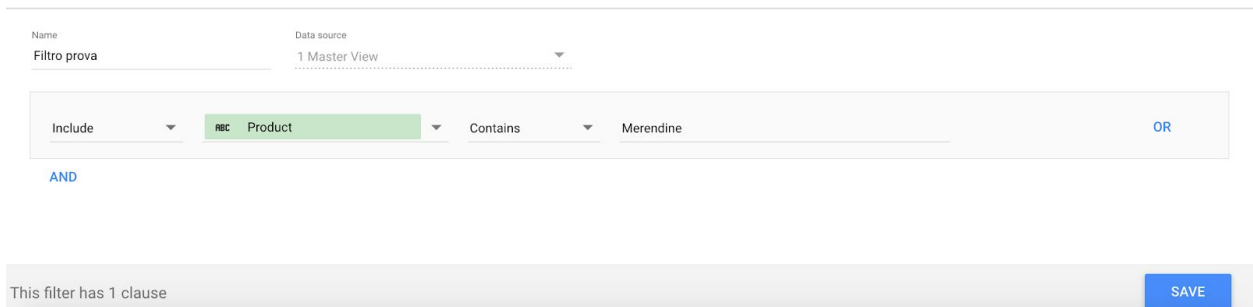 Name Data source
Filtro prova 1 Master View
Include ABC Product Contains Merendine OR
AND
This filter has 1 clause SAVE